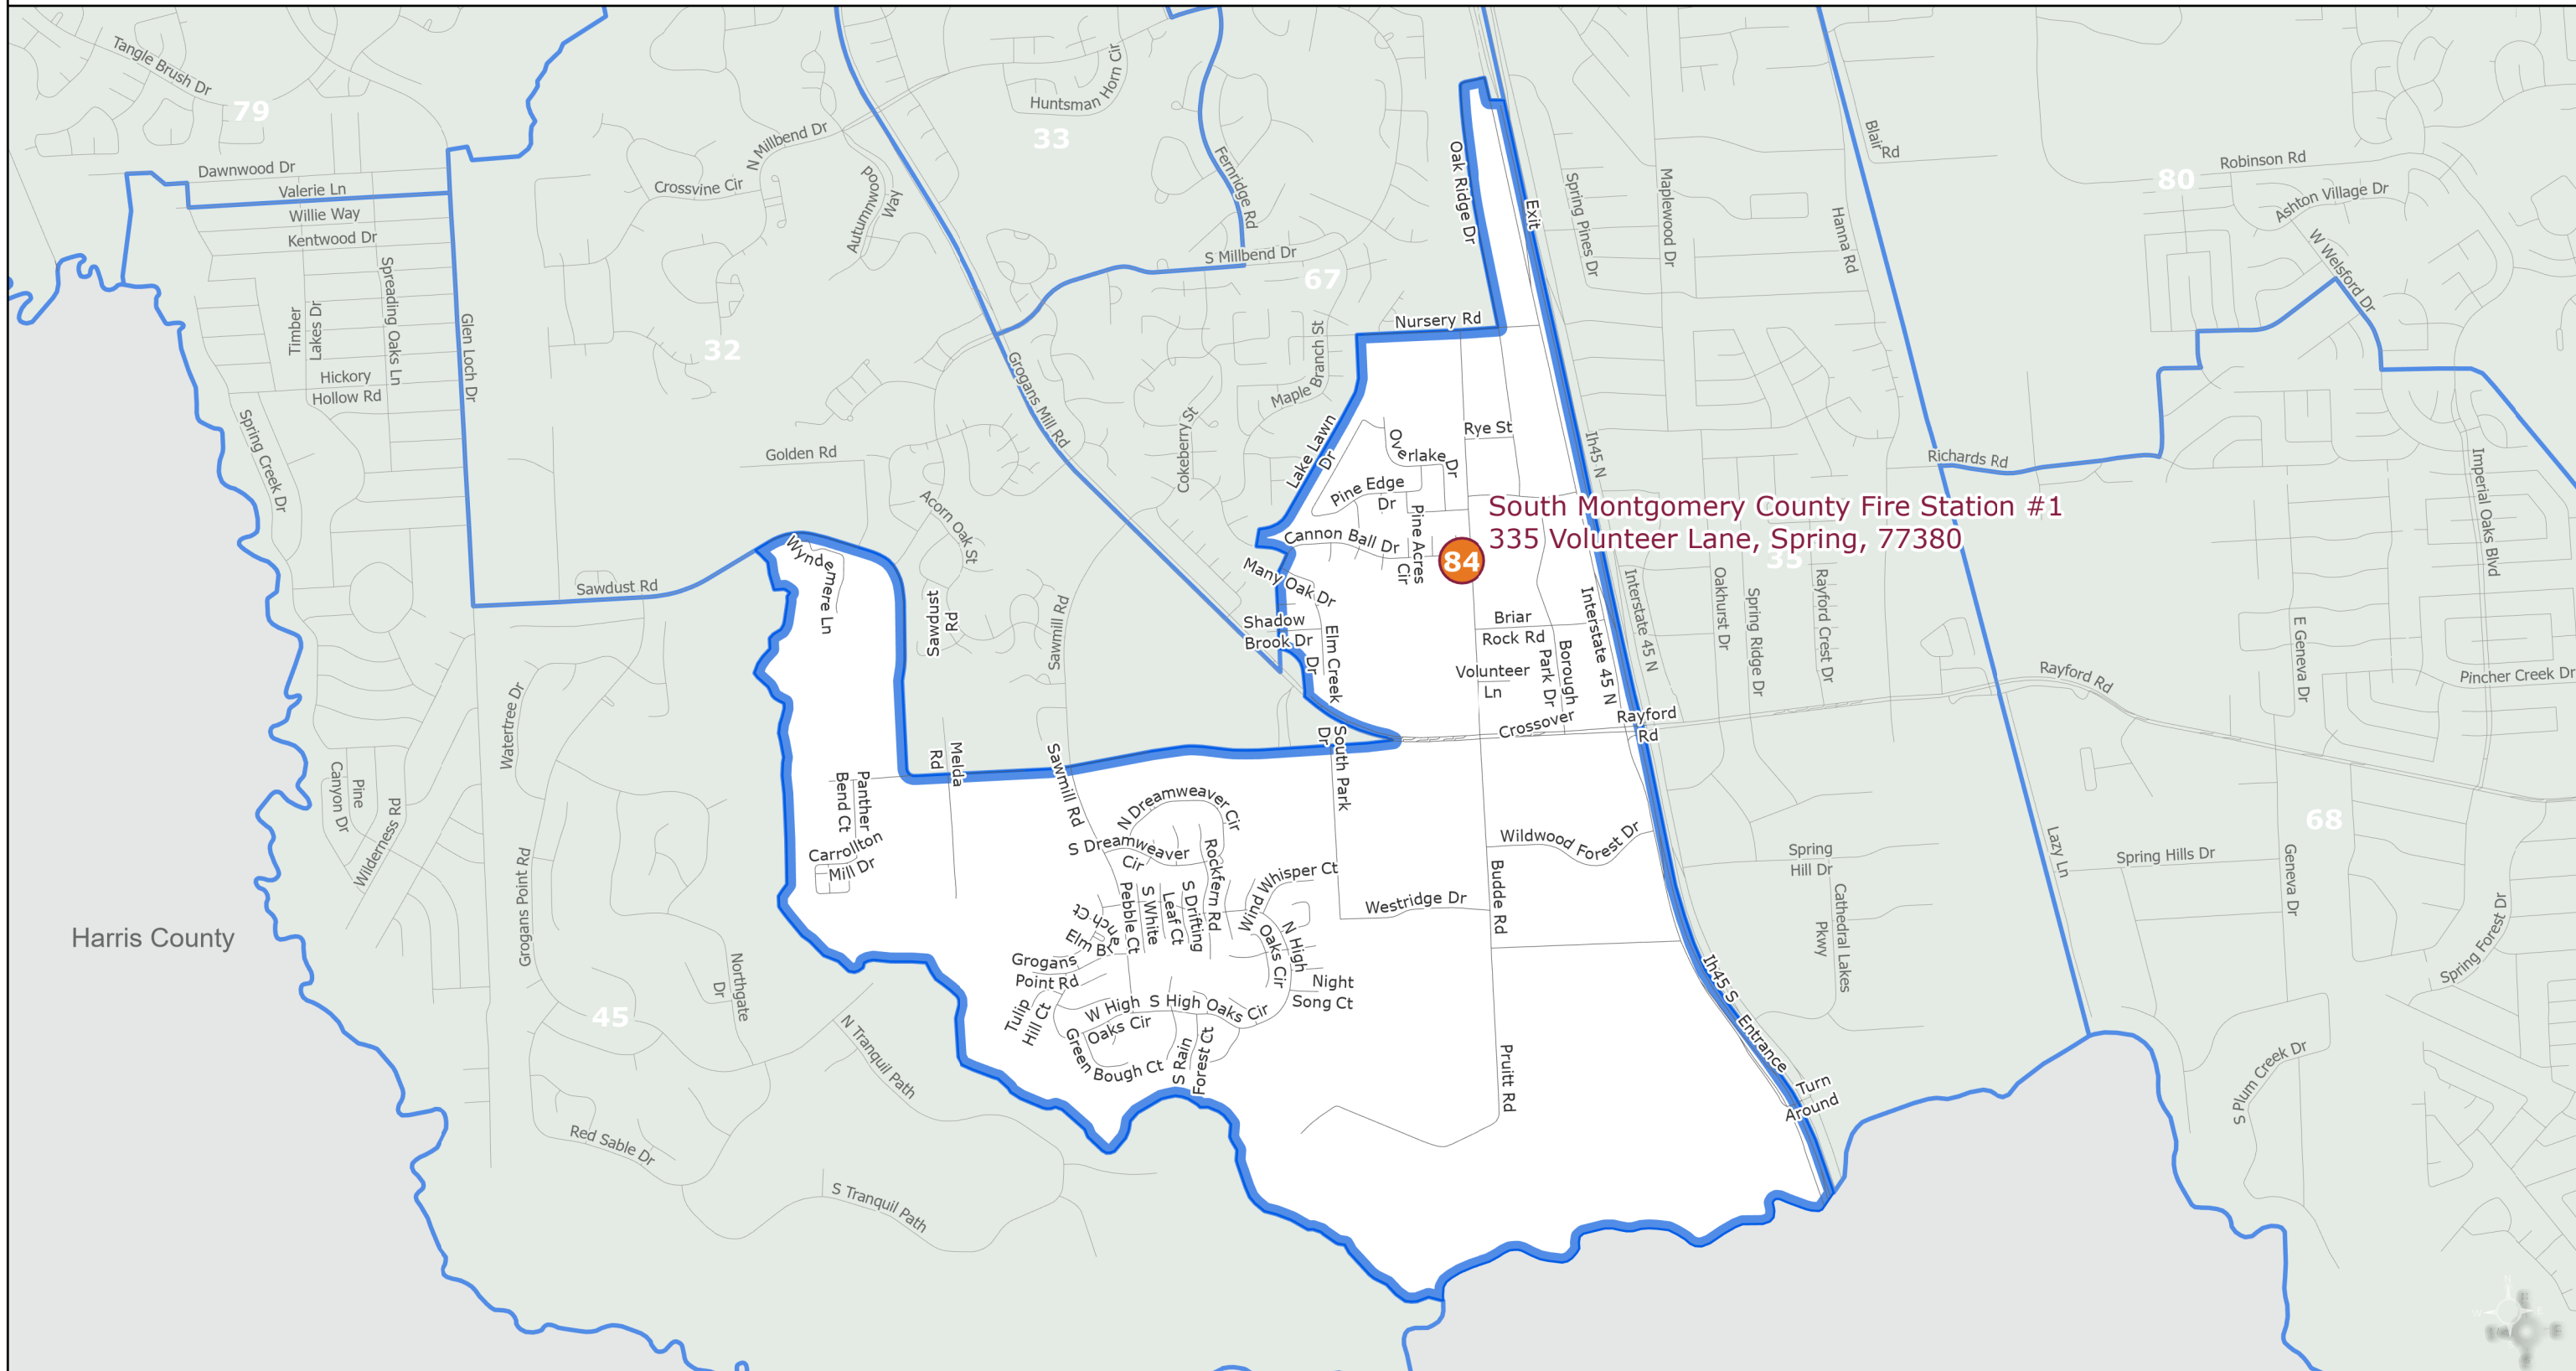 Tangle Brush Dr
79
Dawnwood Dr
Valerie Ln
Willie Way
Kentwood Dr
Spreading Oaks Ln
Timber
Lakes Dr
Hickory
Hollow Rd
Glen Loch Dr
Spring Creek Dr
N Millbend Dr
Crossvine Cir
Autumnwood
Way
32
Golden Rd
Grogans Mill Rd
Huntsman Horn Cir
33
Fernridge Rd
S Millbend Dr
67
Maple Branch St
Cokeberry St
Acorn Oak St
Sawdust Rd
Sawdust
Rd
Sawmill Rd
Oak Ridge Dr
Exit
Nursery Rd
Spring Pines Dr
Maplewood Dr
Hanna Rd
Blair
Rd
80
Robinson Rd
Ashton Village Dr
W Welsford Dr
Richards Rd
Imperial Oaks Blvd
Ih45 N
Lake Lawn
Dr
Overlake Dr
Rye St
Pine Edge
Dr
Pine Acres
Cir
Cannon Ball Dr
South Montgomery County Fire Station #1
335 Volunteer Lane, Spring, 77380
84
35
Many Oak Dr
Shadow
Brook Dr
Dr
Elm Creek
Briar
Rock Rd
Volunteer
Ln
Borough
Park Dr
Interstate 45 N
Interstate 45 N
Oakhurst Dr
Spring Ridge Dr
Rayford Crest Dr
Rayford Rd
E Geneva Dr
Pincher Creek Dr
Crossover
Rayford
Rd
Wyndemere Ln
Watertree Dr
Melda
Rd
Sawmill Rd
South Park
Dr
Pine
Canyon Dr
Wilderness Rd
Panther
Bend Ct
Carrollton
Mill Dr
N Dreamweaver Cir
S Dreamweaver
Cir
Rockfern Rd
Wind Whisper Ct
Pebble Ct
S White
Leaf Ct
S Drifting
Elm Branch Ct
Grogans
Point Rd
Tulip
Hill Ct
W High
Oaks Cir
S High Oaks Cir
N High
Oaks Cir
Night
Song Ct
Green Bough Ct
S Rain
Forest Ct
Westridge Dr
Wildwood Forest Dr
Budde Rd
Pruitt Rd
Ih45 S
Entrance
Turn
Around
Spring
Hill Dr
Cathedral Lakes
Pkwy
Lazy Ln
Spring Hills Dr
68
Geneva Dr
Spring Forest Dr
S Plum Creek Dr
Harris County
Grogans Point Rd
45
Northgate
Dr
N Tranquil Path
Red Sable Dr
S Tranquil Path
W
E